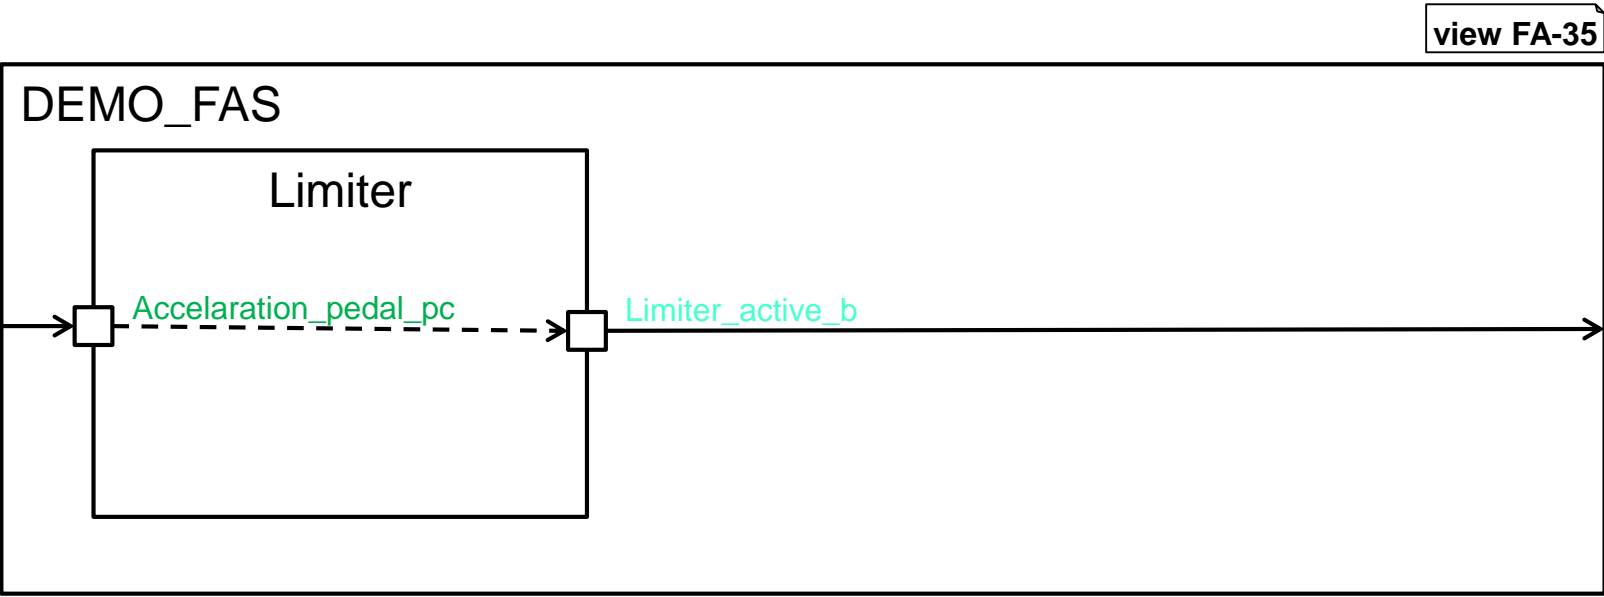 view FA-35
DEMO_FAS
Limiter
Accelaration_pedal_pc
Limiter_active_b